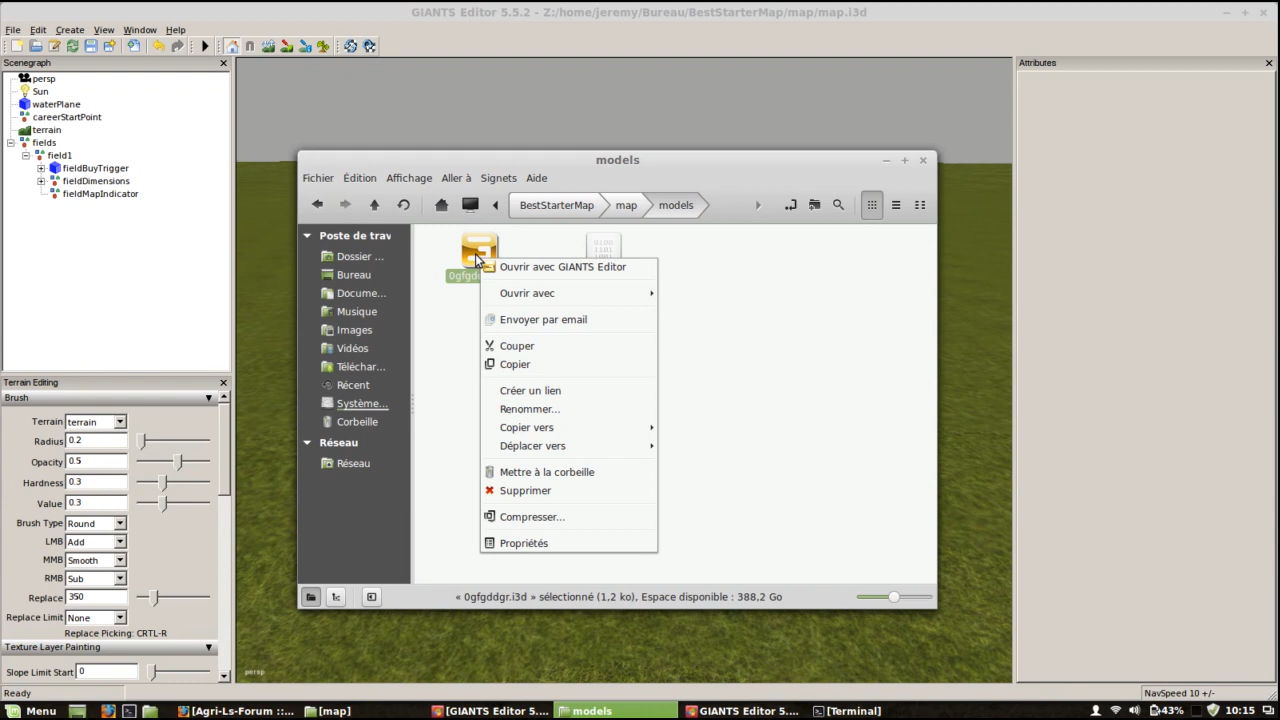 GIANTS Editor 5.5.2 - Z:/home/jeremy/Bureau/BestStarterMap/map/map.i3d
File Edit Create View Window Help
Scenegraph
persp
Sun
waterPlane
careerStartPoint
terrain
fields
field1
fieldBuyTrigger
fieldDimensions
fieldMapIndicator
Terrain Editing
Brush
Terrain terrain
Radius 0.2
Opacity 0.5
Hardness 0.3
Value 0.3
Brush Type Round
LMB Add
MMB Smooth
RMB Sub
Replace 350
Replace Limit None
Replace Picking: CRTL-R
Texture Layer Painting
Slope Limit Start 0
Ready
Attributes
models
Fichier Édition Affichage Aller à Signets Aide
BestStarterMap map models
Poste de trav
Dossier ...
Bureau
Docume...
Musique
Images
Vidéos
Téléchar...
Récent
Système...
Corbeille
Réseau
Réseau
Ouvrir avec GIANTS Editor
Ouvrir avec
Envoyer par email
Couper
Copier
Créer un lien
Renommer...
Copier vers
Déplacer vers
Mettre à la corbeille
Supprimer
Compresser...
Propriétés
« 0gfgddgr.i3d » sélectionné (1,2 ko), Espace disponible : 388,2 Go
persp
NavSpeed 10 +/-
Menu [Agri-Ls-Forum ::... [map] [GIANTS Editor 5.... models GIANTS Editor 5.5... [Terminal] 43% 10:15